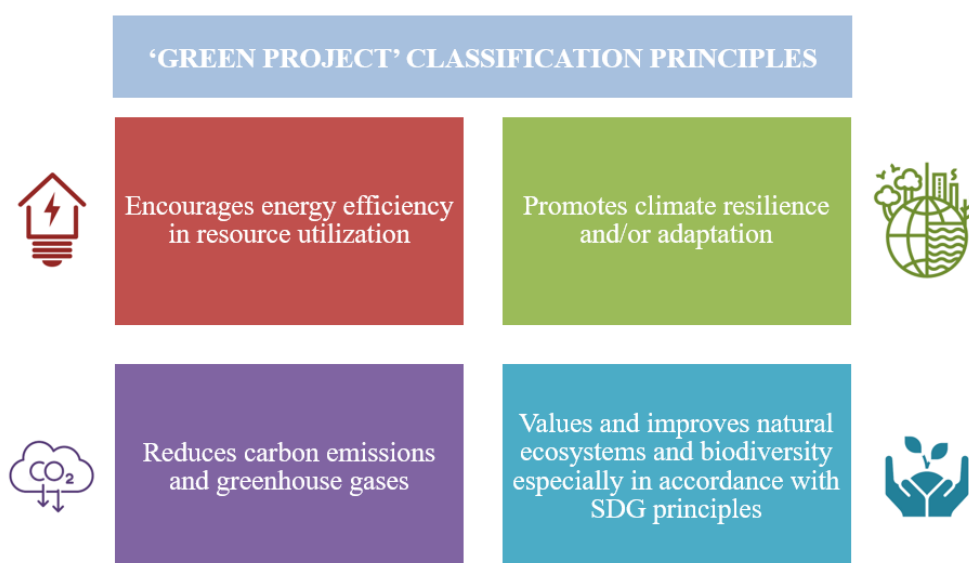 ‘GREEN PROJECT’ CLASSIFICATION PRINCIPLES
Encourages energy efficiency
in resource utilization
Promotes climate resilience
and/or adaptation
CO2
Reduces carbon emissions
and greenhouse gases
Values and improves natural
ecosystems and biodiversity
especially in accordance with
SDG principles